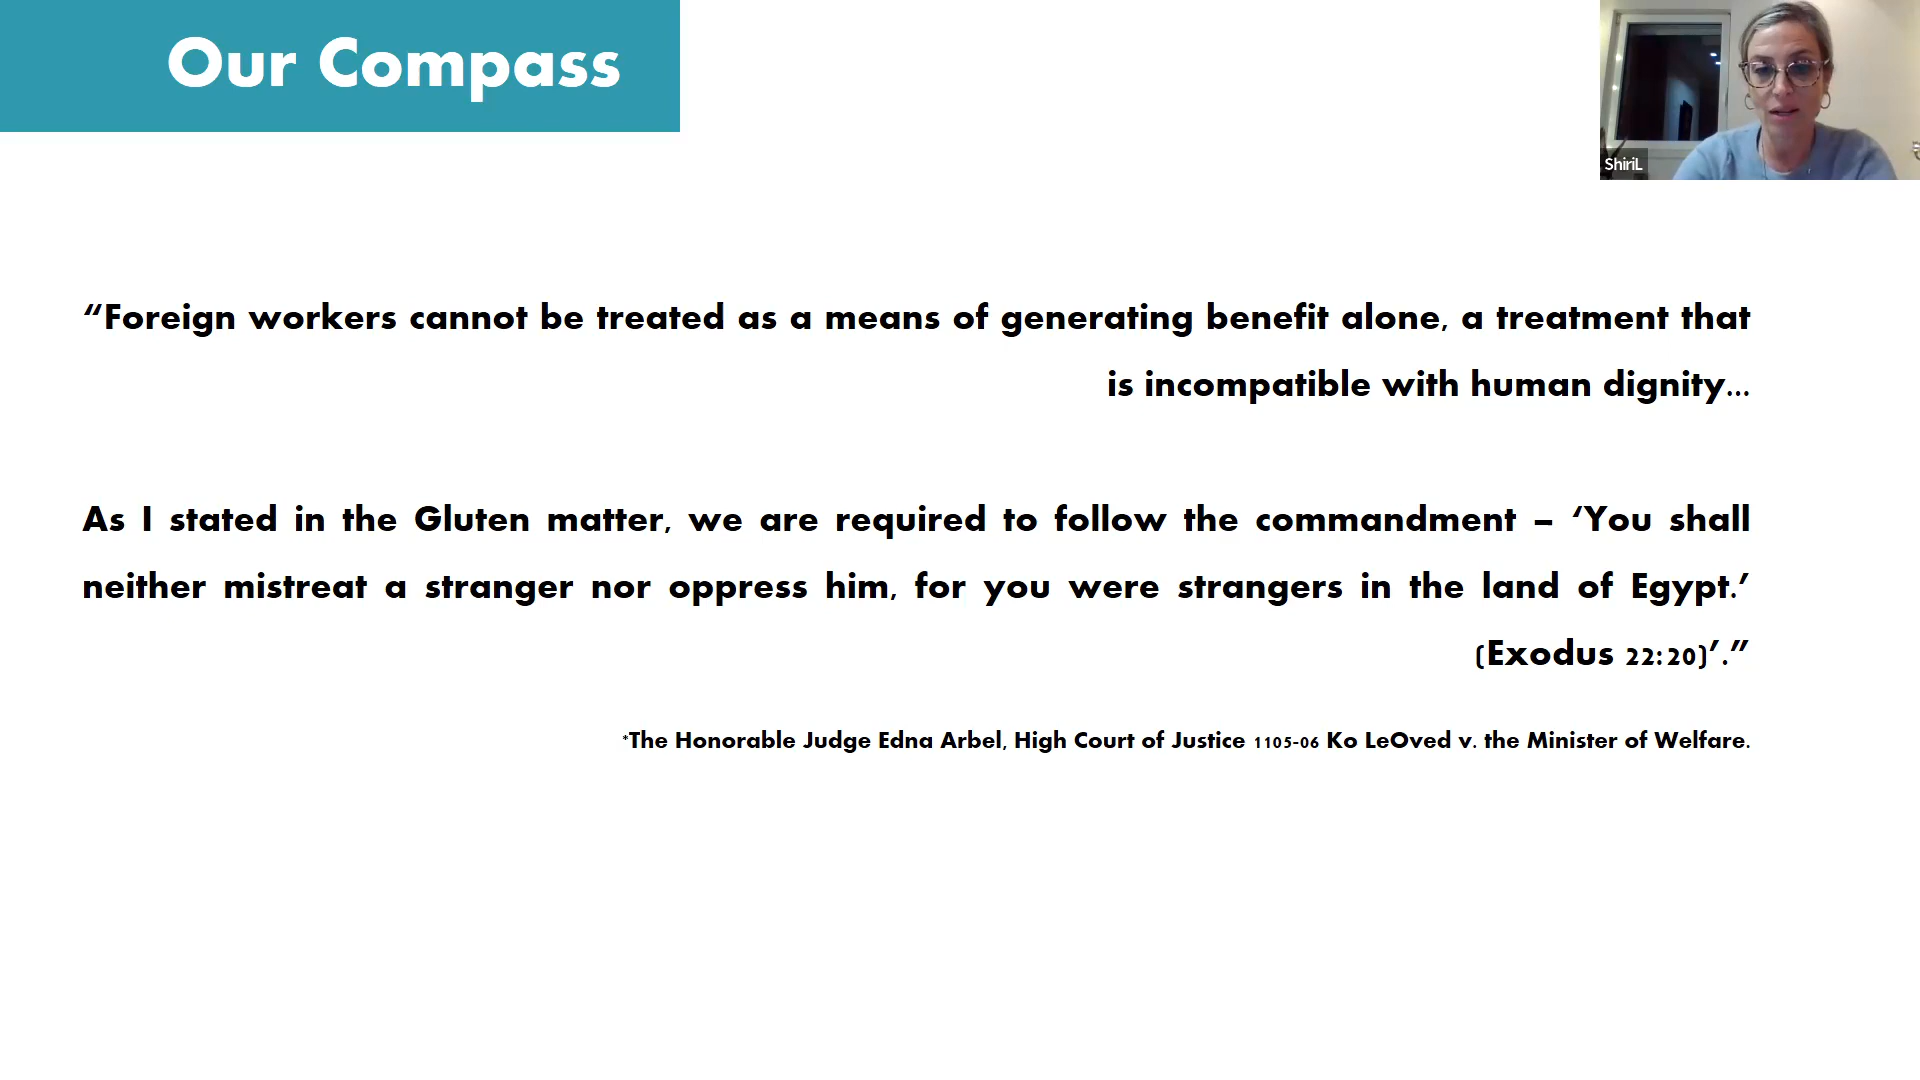 Our Compass
ShiriL
“Foreign workers cannot be treated as a means of generating benefit alone, a treatment that
is incompatible with human dignity...
As I stated in the Gluten matter, we are required to follow the commandment – ‘You shall
neither mistreat a stranger nor oppress him, for you were strangers in the land of Egypt.’
(Exodus 22:20)’.”
*The Honorable Judge Edna Arbel, High Court of Justice 1105-06 Ko LeOved v. the Minister of Welfare.